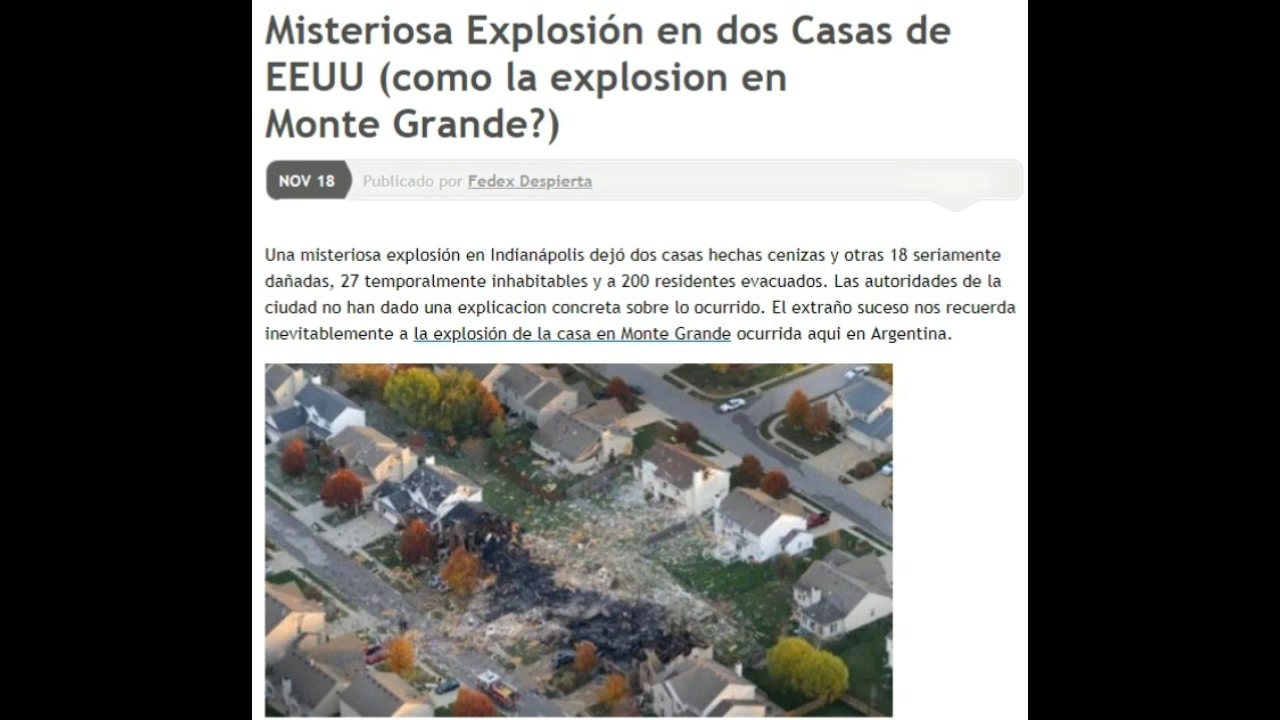 Misteriosa Explosión en dos Casas de
EEUU (como la explosion en
Monte Grande?)
NOV 18 Publicado por Fedex Despierta
Una misteriosa explosión en Indianápolis dejó dos casas hechas cenizas y otras 18 seriamente
dañadas, 27 temporalmente inhabitables y a 200 residentes evacuados. Las autoridades de la
ciudad no han dado una explicacion concreta sobre lo ocurrido. El extraño suceso nos recuerda
inevitablemente a la explosión de la casa en Monte Grande ocurrida aqui en Argentina.